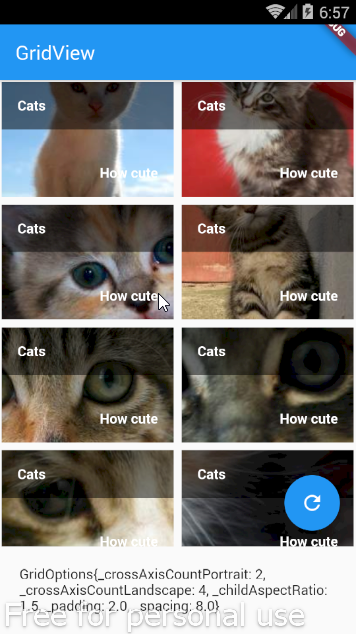 6:57
GridView
BUG
Cats
Cats
How cute
How cute
Cats
Cats
How cute
How cute
Cats
Cats
How cute
How cute
Cats
Cats
How cute
How cute
GridOptions{_crossAxisCountPortrait: 2,
_crossAxisCountLandscape: 4, _childAspectRatio:
1.5, _padding: 2.0, _spacing: 8.0}
Free for personal use